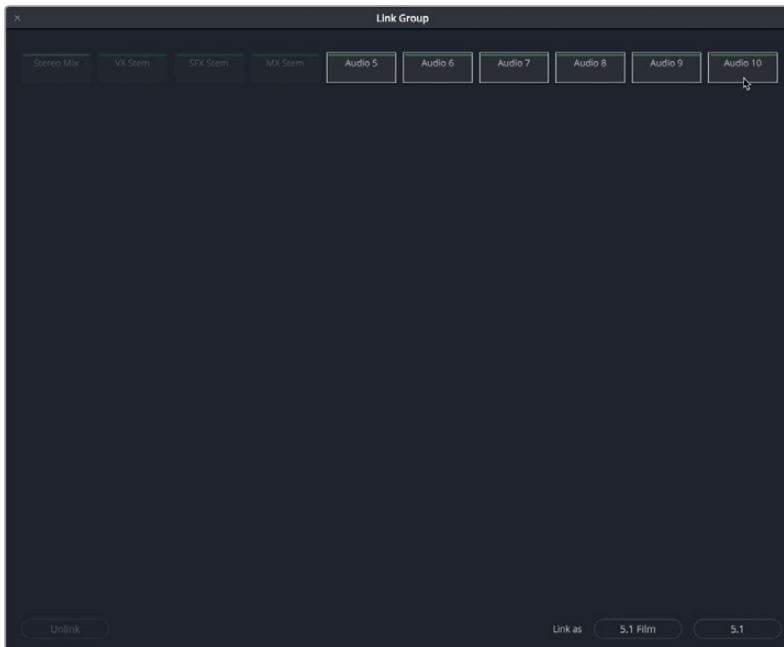 Link Group
Stereo Mix VX Stem SFX Stem MX Stem Audio 5 Audio 6 Audio 7 Audio 8 Audio 9 Audio 10
Unlink Link as 5.1 Film 5.1